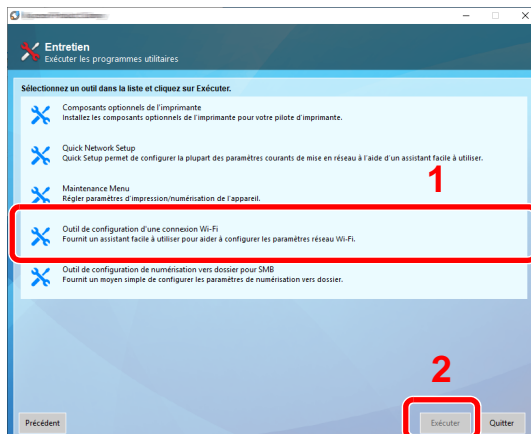 Entretien
Exécuter les programmes utilitaires
Sélectionnez un outil dans la liste et cliquez sur Exécuter.
Composants optionnels de l'imprimante
Installez les composants optionnels de l'imprimante pour votre pilote d'imprimante.
Quick Network Setup
Quick Setup permet de configurer la plupart des paramètres courants de mise en réseau à l'aide d'un assistant facile à utiliser.
1
Maintenance Menu
Régler paramètres d'impression/numérisation de l'appareil.
Outil de configuration d'une connexion Wi-Fi
Fournit un assistant facile à utiliser pour aider à configurer les paramètres réseau Wi-Fi.
Outil de configuration de numérisation vers dossier pour SMB
Fournit un moyen simple de configurer les paramètres de numérisation vers dossier.
2
Précédent
Exécuter
Quitter